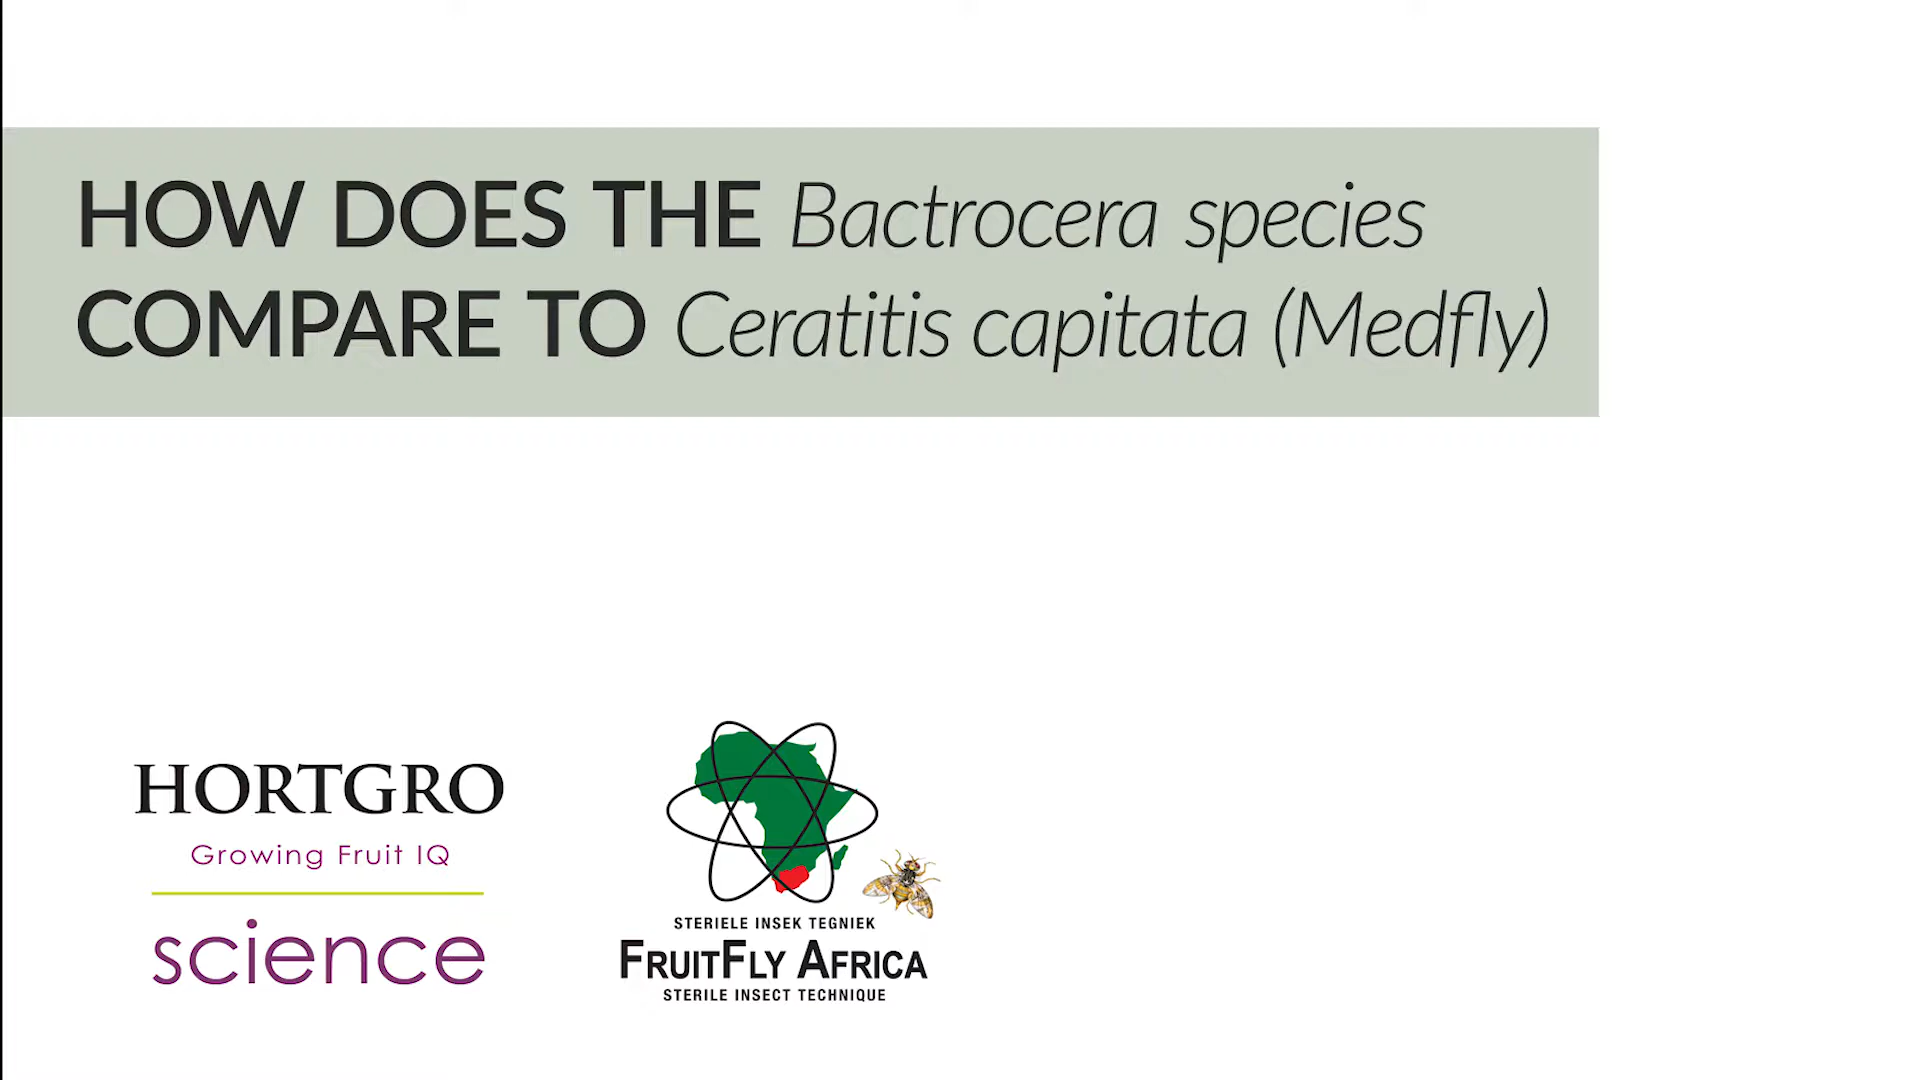 HOW DOES THE Bactrocera species
COMPARE TO Ceratitis capitata (Medfly)
HORTGRO
Growing Fruit IQ
science
STERIELE INSEK TEGNIEK
FRUITFLY AFRICA
STERILE INSECT TECHNIQUE